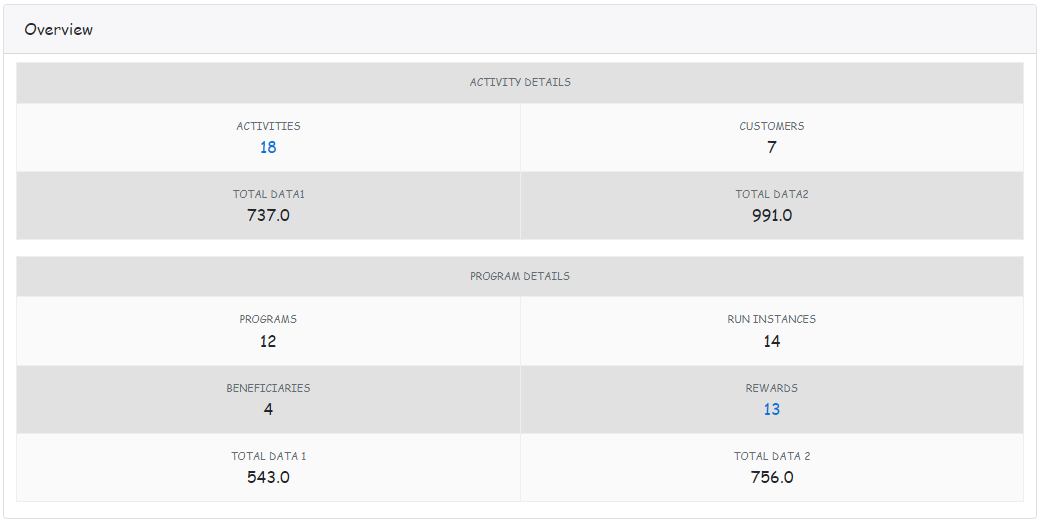 Overview
ACTIVITY DETAILS
ACTIVITIES
18
CUSTOMERS
7
TOTAL DATA1
737.0
TOTAL DATA2
991.0
PROGRAM DETAILS
PROGRAMS
12
RUN INSTANCES
14
BENEFICIARIES
4
REWARDS
13
TOTAL DATA 1
543.0
TOTAL DATA 2
756.0